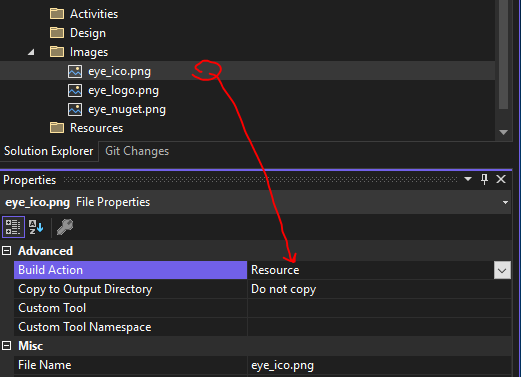 Activities
Design
Images
eye_ico.png
eye_logo.png
eye_nuget.png
Resources
Solution Explorer Git Changes
Properties
eye_ico.png File Properties
Advanced
Build Action Resource
Copy to Output Directory Do not copy
Custom Tool
Custom Tool Namespace
Misc
File Name eye_ico.png